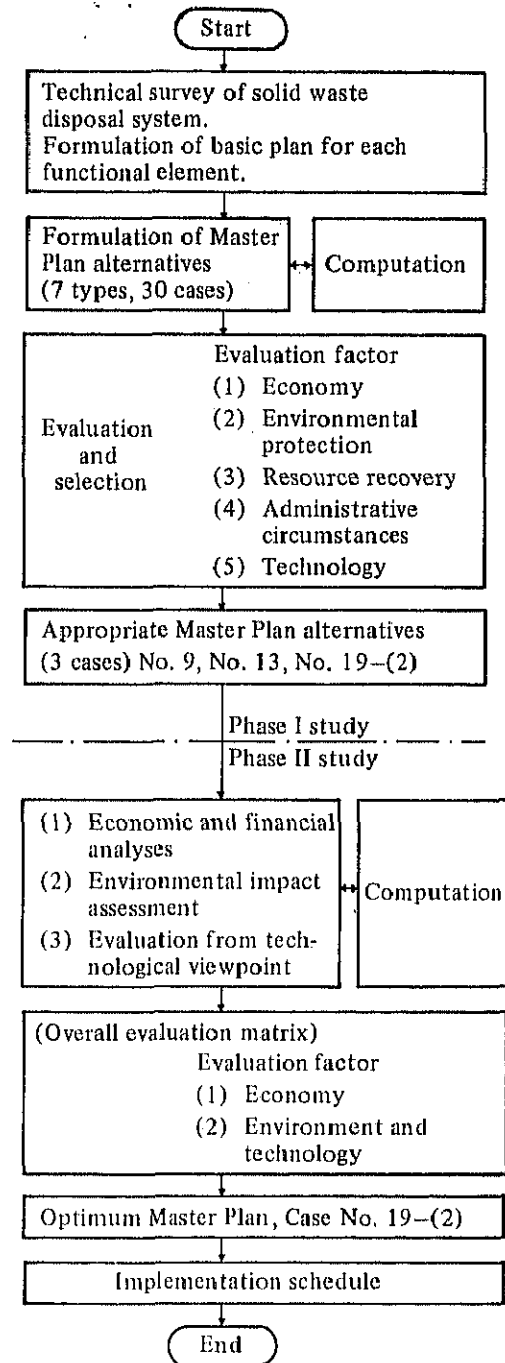 Start
Technical survey of solid waste
disposal system.
Formulation of basic plan for each
functional element.
Formulation of Master
Plan alternatives
(7 types, 30 cases)
Computation
Evaluation
and
selection
Evaluation factor
(1) Economy
(2) Environmental
protection
(3) Resource recovery
(4) Administrative
circumstances
(5) Technology
Appropriate Master Plan alternatives
(3 cases) No. 9, No. 13, No. 19–(2)
Phase I study
Phase II study
(1) Economic and financial
analyses
(2) Environmental impact
assessment
(3) Evaluation from tech-
nological viewpoint
Computation
(Overall evaluation matrix)
Evaluation factor
(1) Economy
(2) Environment and
technology
Optimum Master Plan, Case No. 19–(2)
Implementation schedule
End